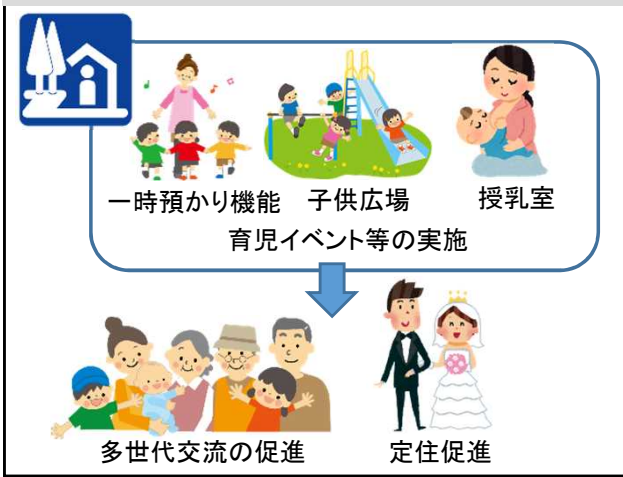 一時預かり機能
子供広場
授乳室
育児イベント等の実施
多世代交流の促進
定住促進